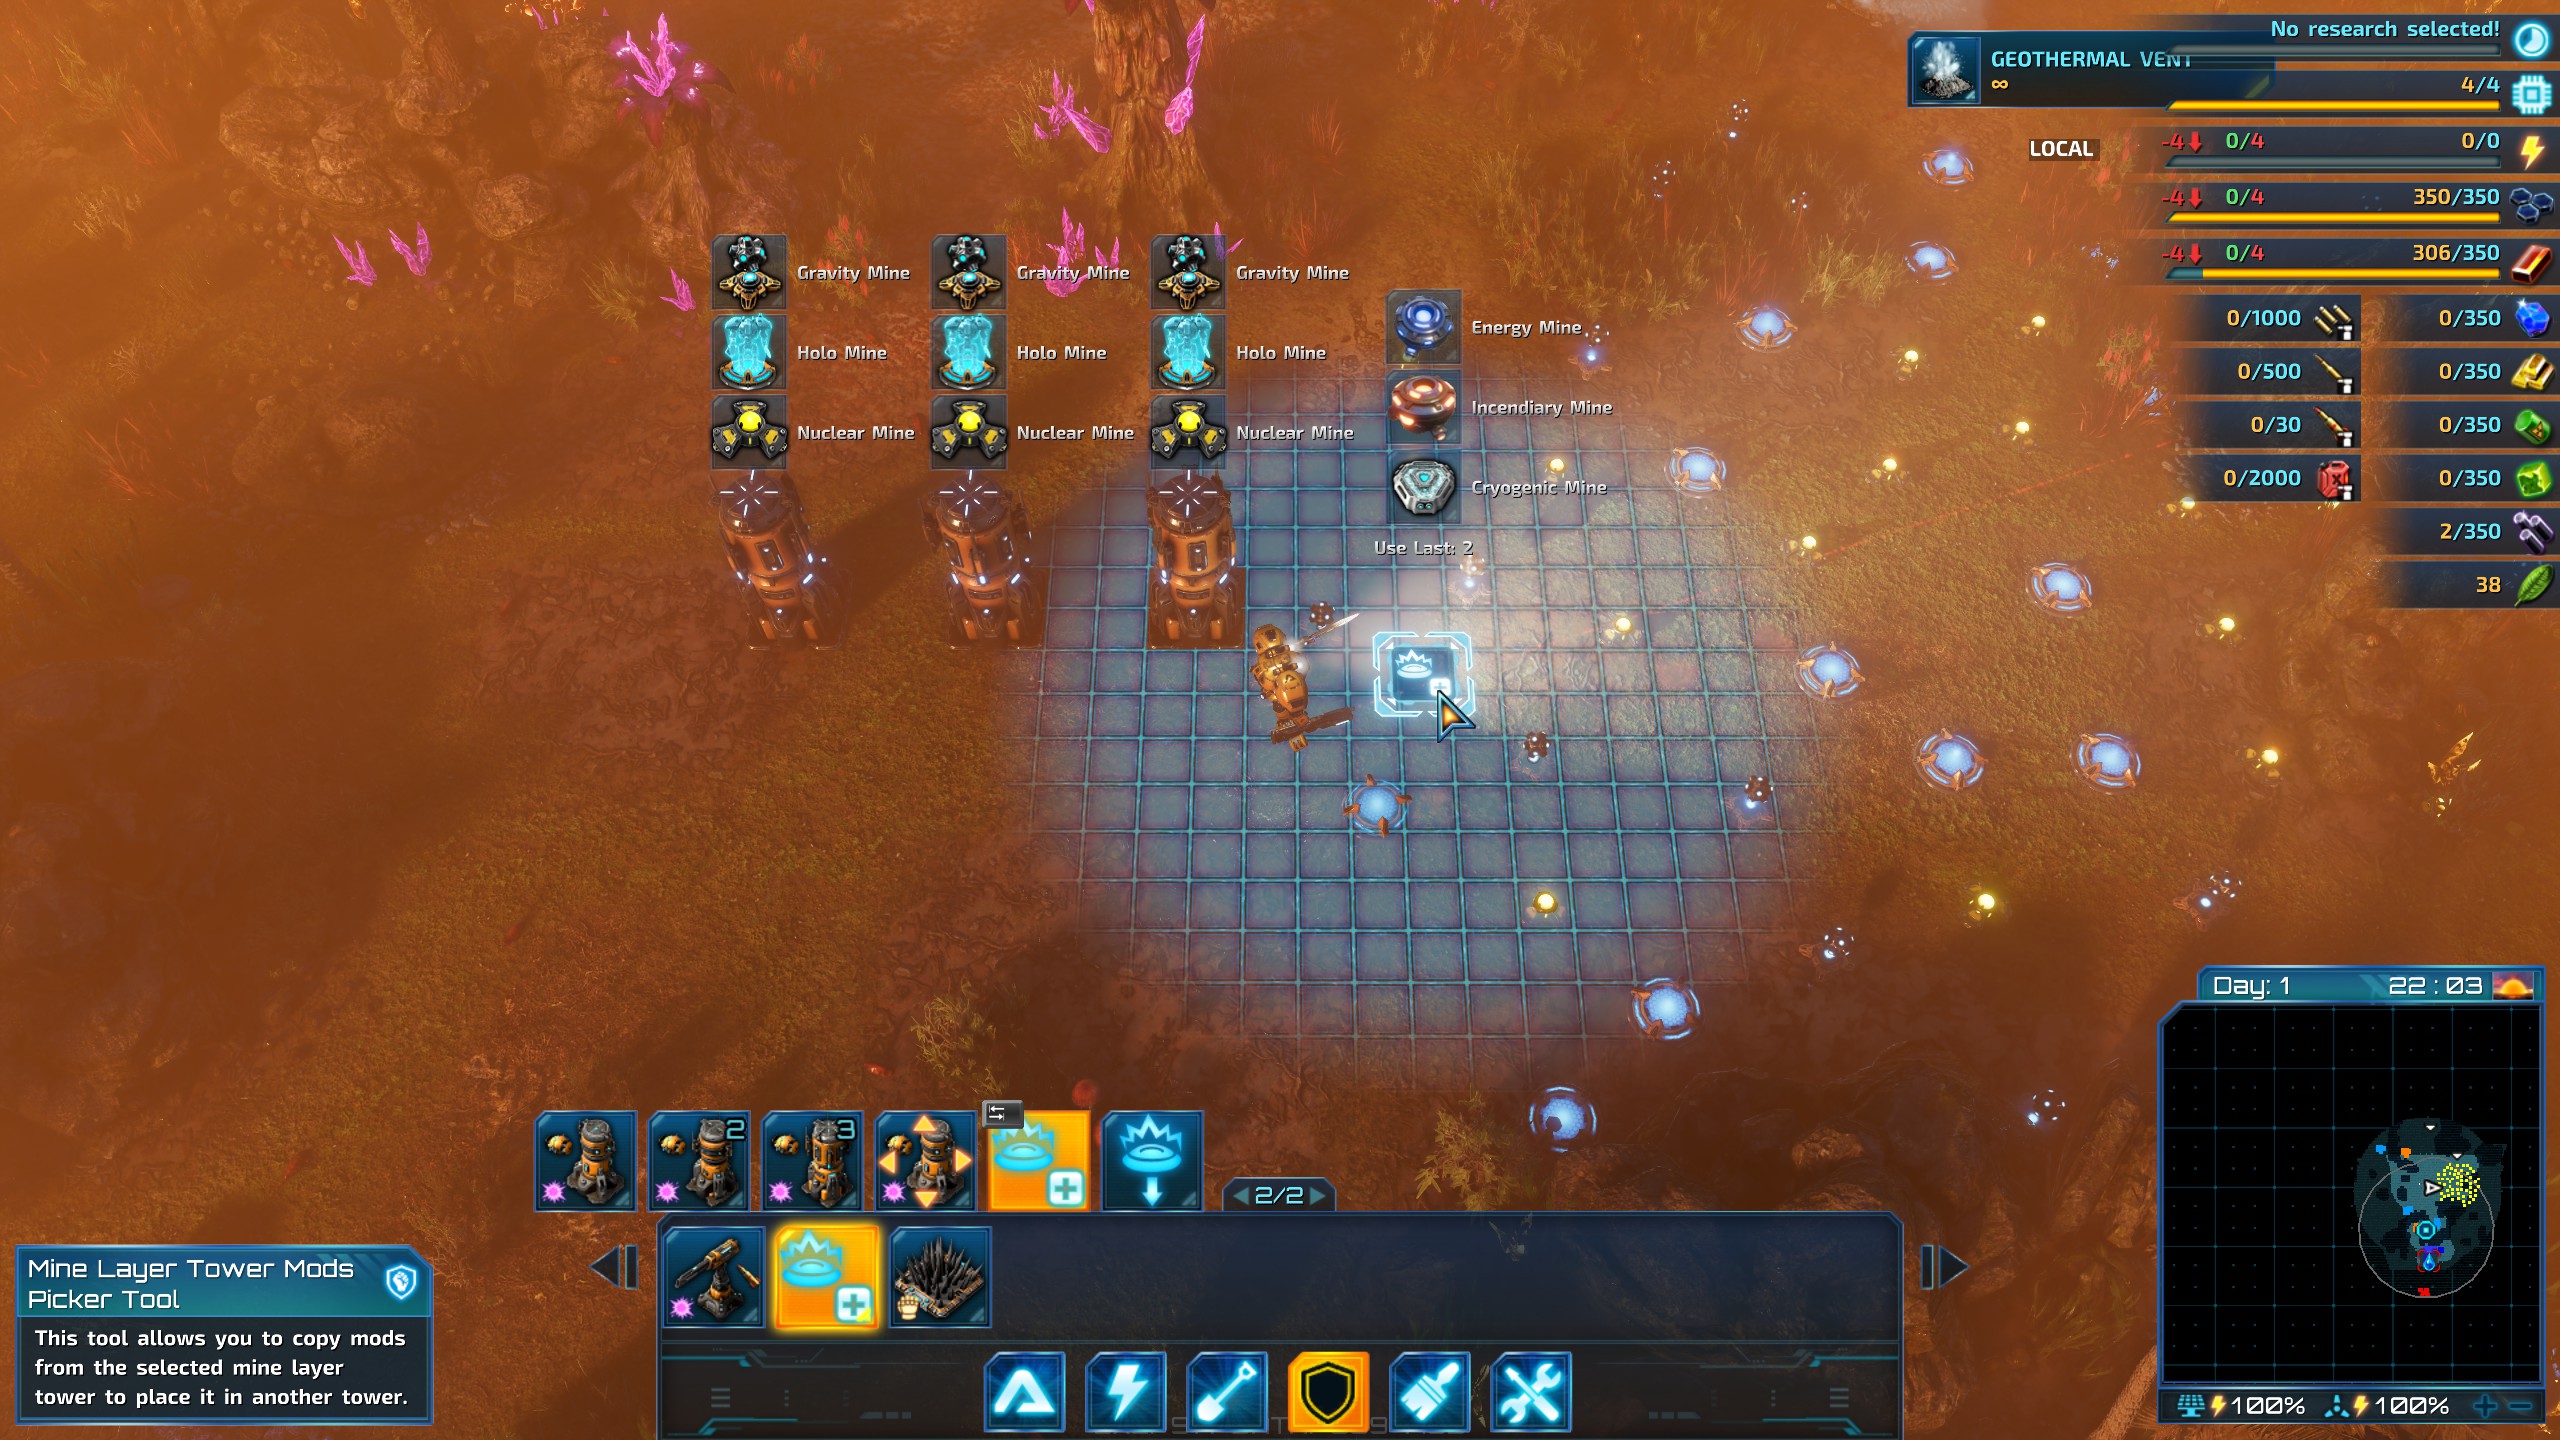 No research selected!
GEOTHERMAL VENT
∞
4/4
LOCAL
-4 0/4 0/0
-4 0/4 350/350
-4 0/4 306/350
0/1000 0/350
0/500 0/350
0/30 0/350
0/2000 0/350
2/350
38
Gravity Mine Gravity Mine Gravity Mine
Holo Mine Holo Mine Holo Mine
Nuclear Mine Nuclear Mine Nuclear Mine
Energy Mine
Incendiary Mine
Cryogenic Mine
Use Last: 2
Day: 1 22 : 03
2 3
2/2
Mine Layer Tower Mods
Picker Tool
This tool allows you to copy mods
from the selected mine layer
tower to place it in another tower.
100% 100%